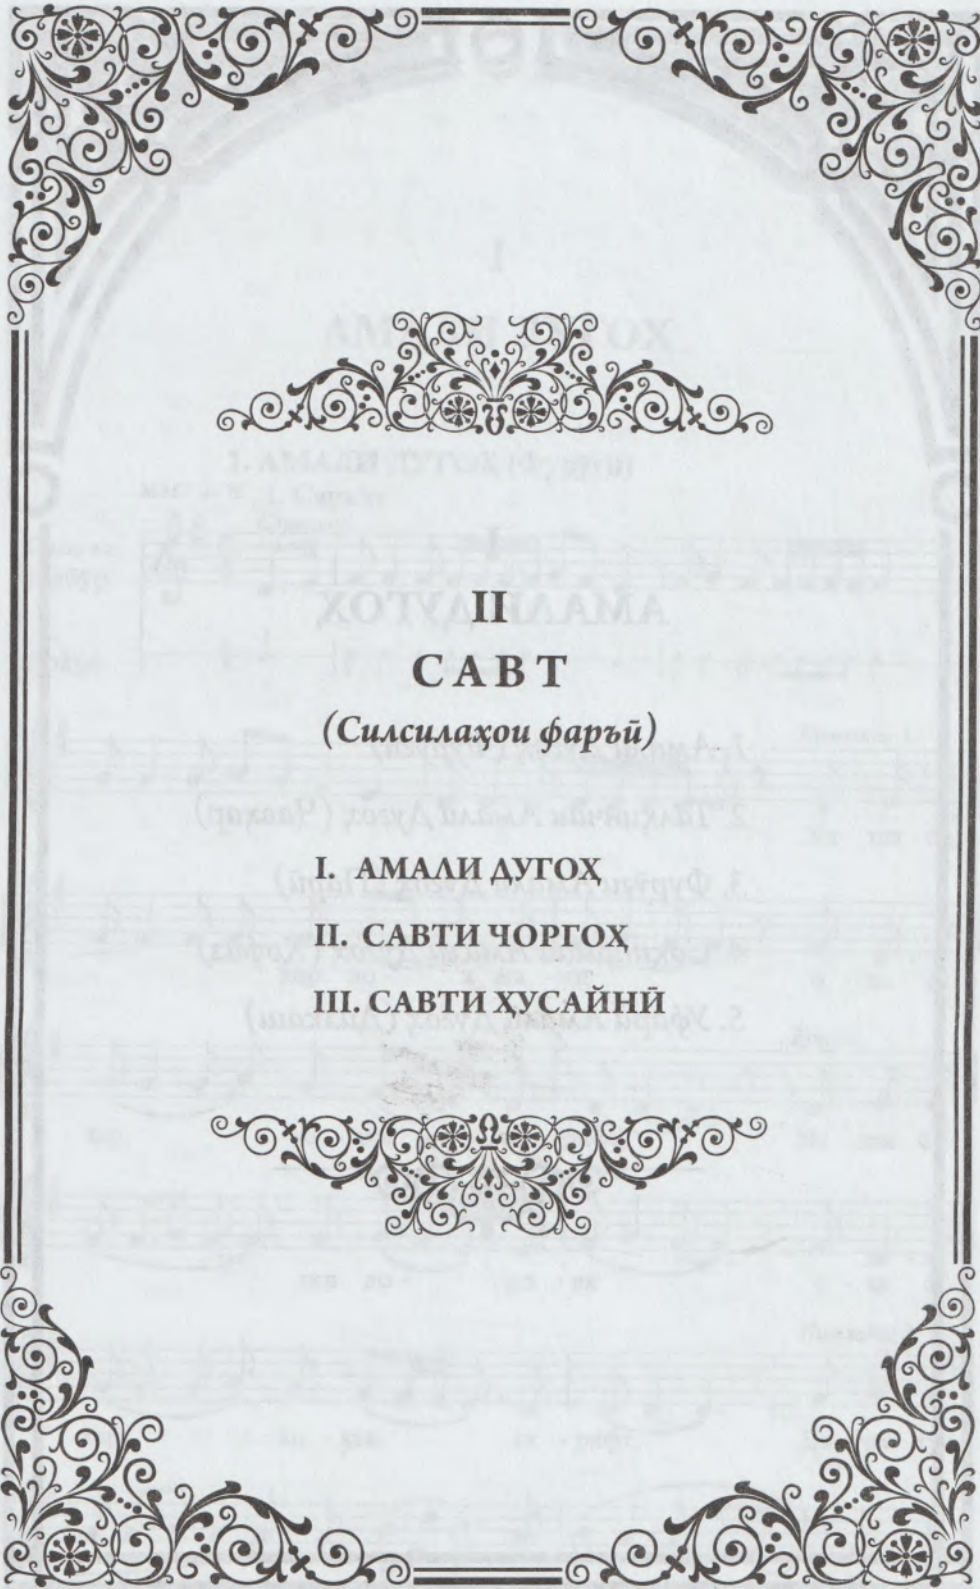 II
САВТ
(Силсилаҳои фаръӣ)
I. АМАЛИ ДУГОҲ
II. САВТИ ЧОРГОҲ
III. САВТИ ҲУСАЙНӢ